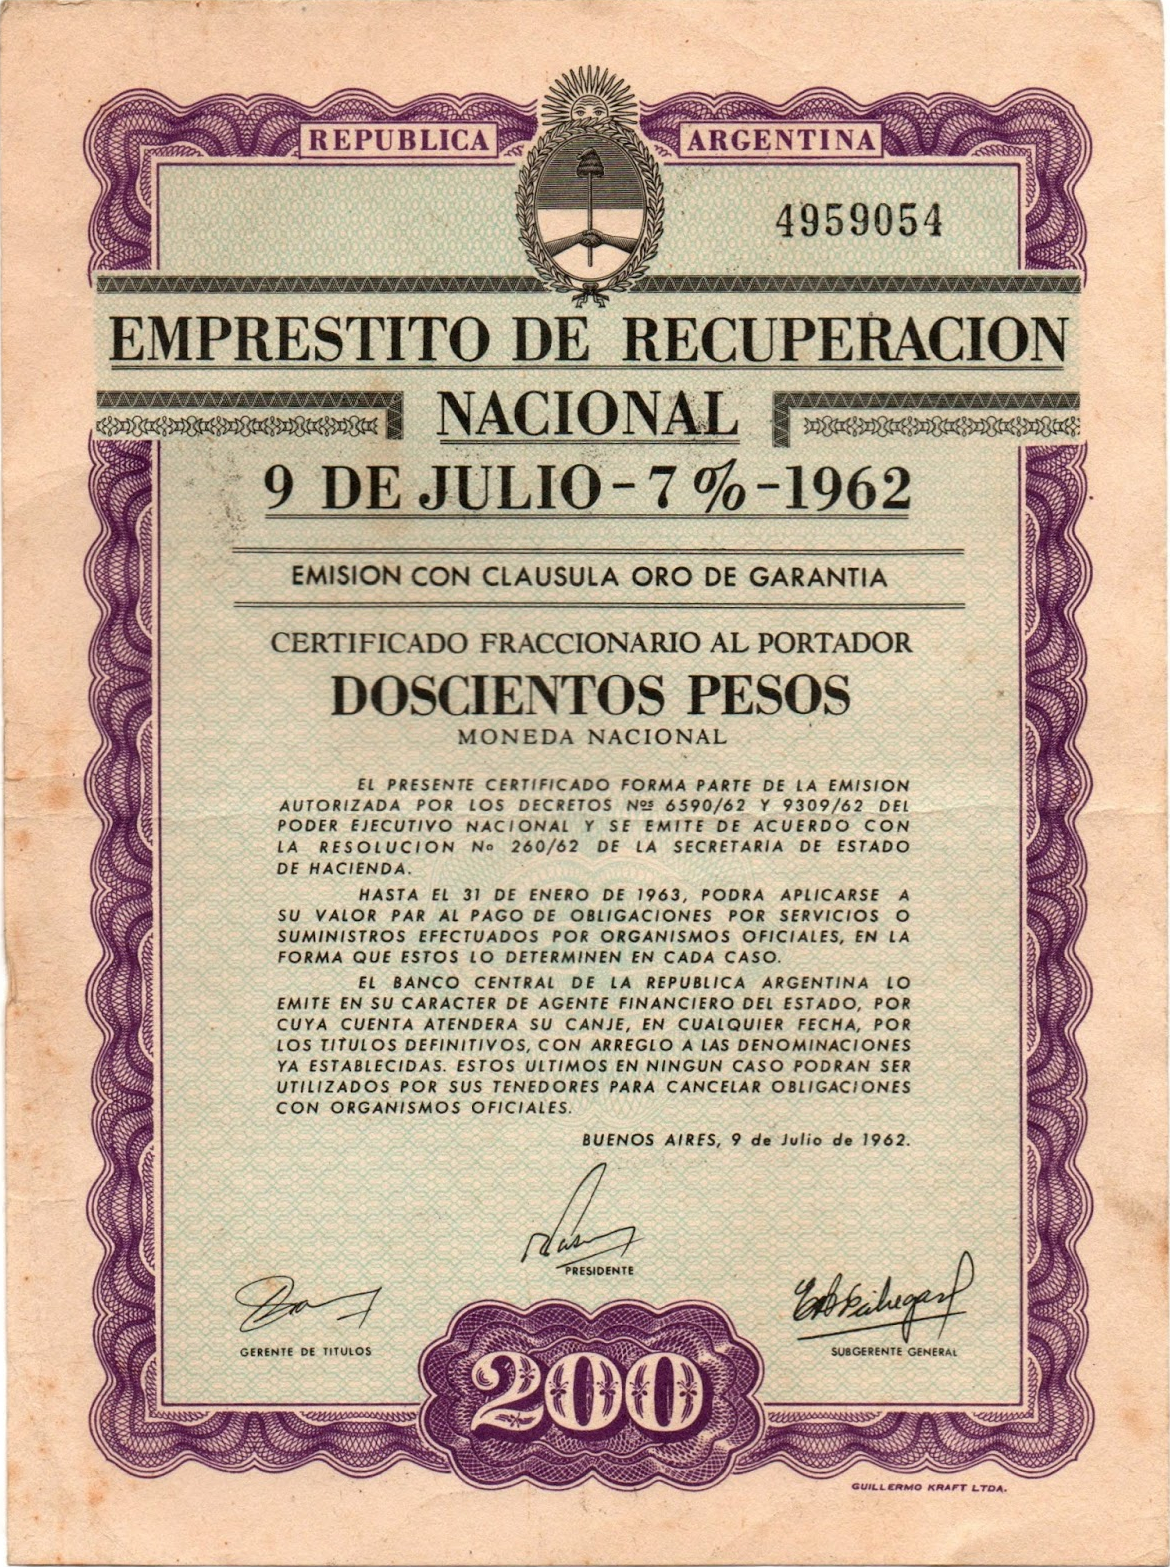 REPUBLICA ARGENTINA
4959054
EMPRESTITO DE RECUPERACION
NACIONAL
9 DE JULIO - 7 % - 1962
EMISION CON CLAUSULA ORO DE GARANTIA
CERTIFICADO FRACCIONARIO AL PORTADOR
DOSCIENTOS PESOS
MONEDA NACIONAL
EL PRESENTE CERTIFICADO FORMA PARTE DE LA EMISION
AUTORIZADA POR LOS DECRETOS Nos 6590/62 Y 9309/62 DEL
PODER EJECUTIVO NACIONAL Y SE EMITE DE ACUERDO CON
LA RESOLUCION No 260/62 DE LA SECRETARIA DE ESTADO
DE HACIENDA.
HASTA EL 31 DE ENERO DE 1963, PODRA APLICARSE A
SU VALOR PAR AL PAGO DE OBLIGACIONES POR SERVICIOS O
SUMINISTROS EFECTUADOS POR ORGANISMOS OFICIALES, EN LA
FORMA QUE ESTOS LO DETERMINEN EN CADA CASO.
EL BANCO CENTRAL DE LA REPUBLICA ARGENTINA LO
EMITE EN SU CARACTER DE AGENTE FINANCIERO DEL ESTADO, POR
CUYA CUENTA ATENDERA SU CANJE, EN CUALQUIER FECHA, POR
LOS TITULOS DEFINITIVOS, CON ARREGLO A LAS DENOMINACIONES
YA ESTABLECIDAS. ESTOS ULTIMOS EN NINGUN CASO PODRAN SER
UTILIZADOS POR SUS TENEDORES PARA CANCELAR OBLIGACIONES
CON ORGANISMOS OFICIALES.
BUENOS AIRES, 9 de Julio de 1962.
PRESIDENTE
GERENTE DE TITULOS
SUBGERENTE GENERAL
200
GUILLERMO KRAFT LTDA.